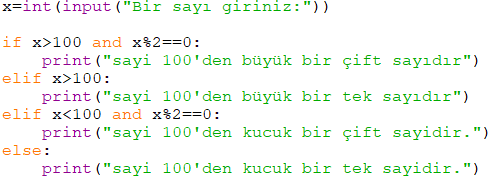 x=int(input("Bir sayı giriniz:"))
if x>100 and x%2==0:
    print("sayi 100'den büyük bir çift sayıdır")
elif x>100:
    print("sayi 100'den büyük bir tek sayıdır")
elif x<100 and x%2==0:
    print("sayi 100'den kucuk bir çift sayidir.")
else:
    print("sayi 100'den kucuk bir tek sayidir.")